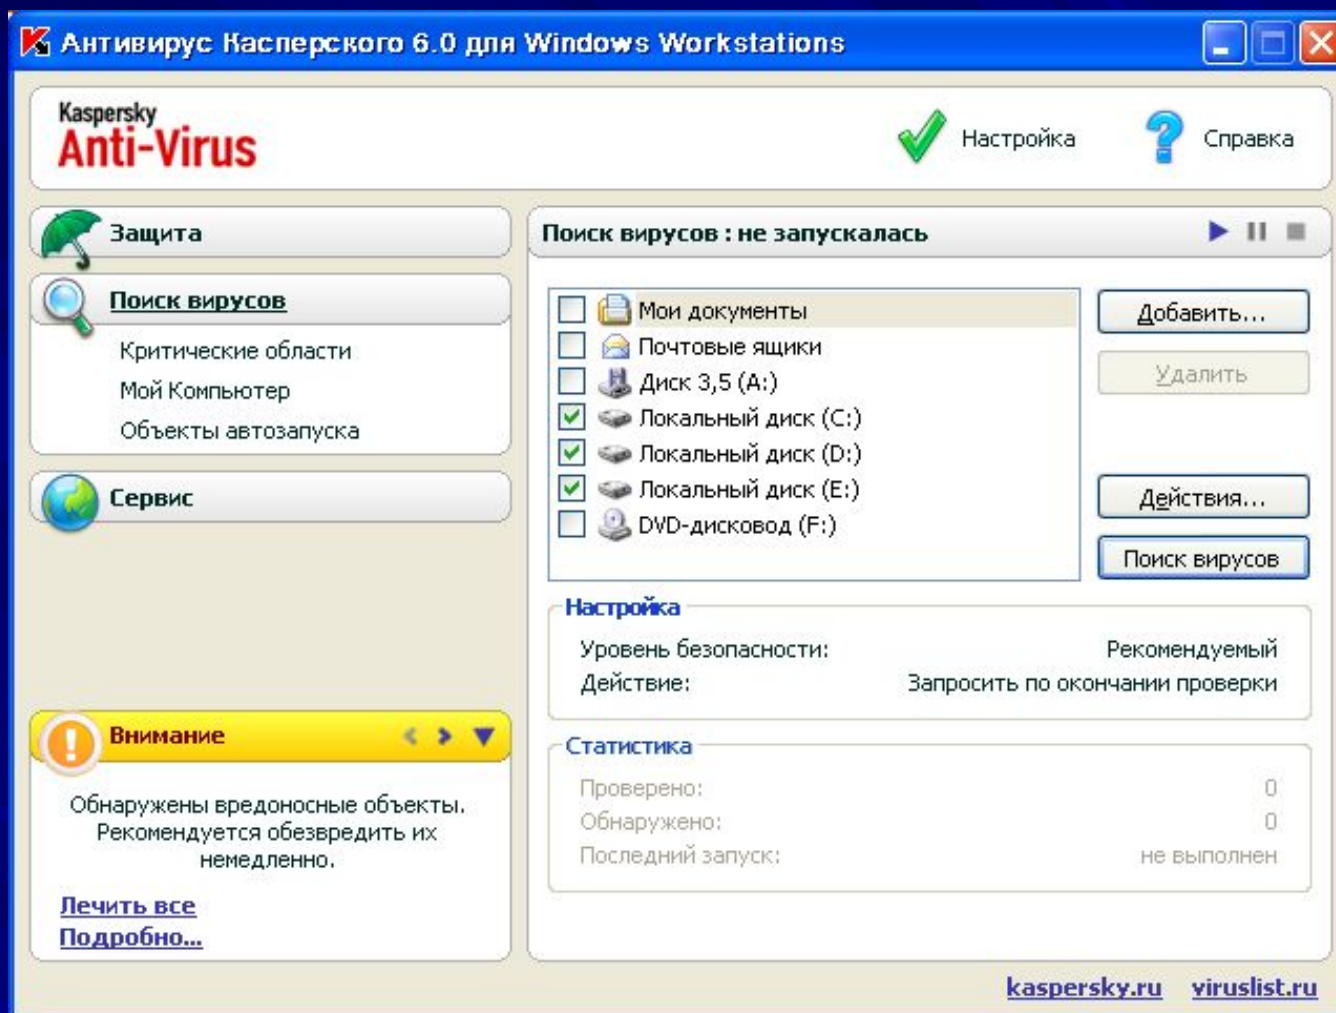 Антивирус Касперского 6.0 для Windows Workstations
Kaspersky
Anti-Virus
Настройка
Справка
Защита
Поиск вирусов
Критические области
Мой Компьютер
Объекты автозапуска
Сервис
Внимание
Обнаружены вредоносные объекты.
Рекомендуется обезвредить их
немедленно.
Лечить все
Подробно...
Поиск вирусов : не запускалась
Мои документы
Почтовые ящики
Диск 3,5 (A:)
Локальный диск (C:)
Локальный диск (D:)
Локальный диск (E:)
DVD-дисковод (F:)
Добавить...
Удалить
Действия...
Поиск вирусов
Настройка
Уровень безопасности: Рекомендуемый
Действие: Запросить по окончании проверки
Статистика
Проверено: 0
Обнаружено: 0
Последний запуск: не выполнен
kaspersky.ru viruslist.ru